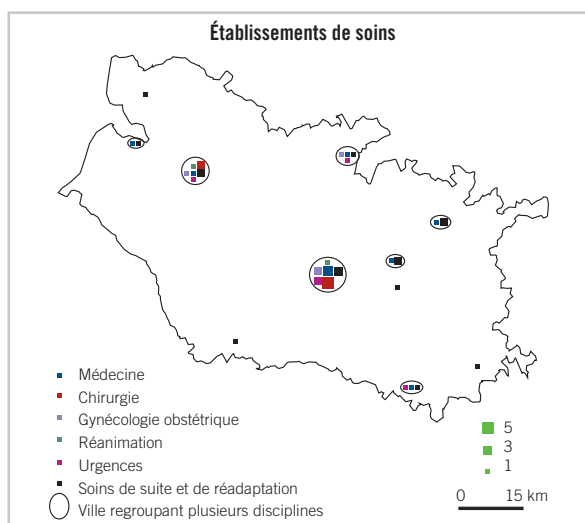 Établissements de soins
Médecine
Chirurgie
Gynécologie obstétrique
Réanimation
Urgences
Soins de suite et de réadaptation
Ville regroupant plusieurs disciplines
5
3
1
0 15 km